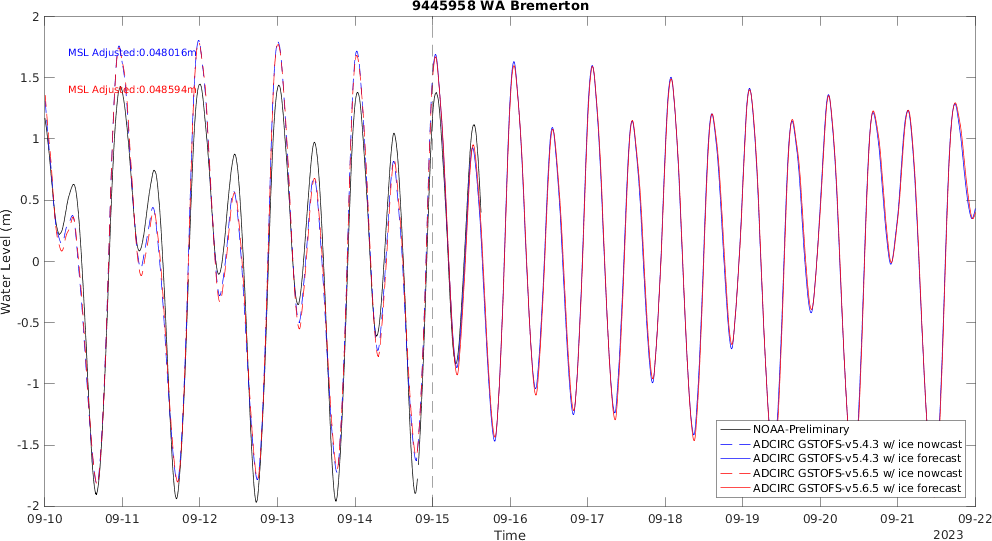 9445958 WA Bremerton
MSL Adjusted:0.048016m
MSL Adjusted:0.048594m
Water Level (m)
2
1.5
1
0.5
0
-0.5
-1
-1.5
-2
NOAA-Preliminary
ADCIRC GSTOFS-v5.4.3 w/ ice nowcast
ADCIRC GSTOFS-v5.4.3 w/ ice forecast
ADCIRC GSTOFS-v5.6.5 w/ ice nowcast
ADCIRC GSTOFS-v5.6.5 w/ ice forecast
09-10 09-11 09-12 09-13 09-14 09-15 09-16 09-17 09-18 09-19 09-20 09-21 09-22
Time
2023